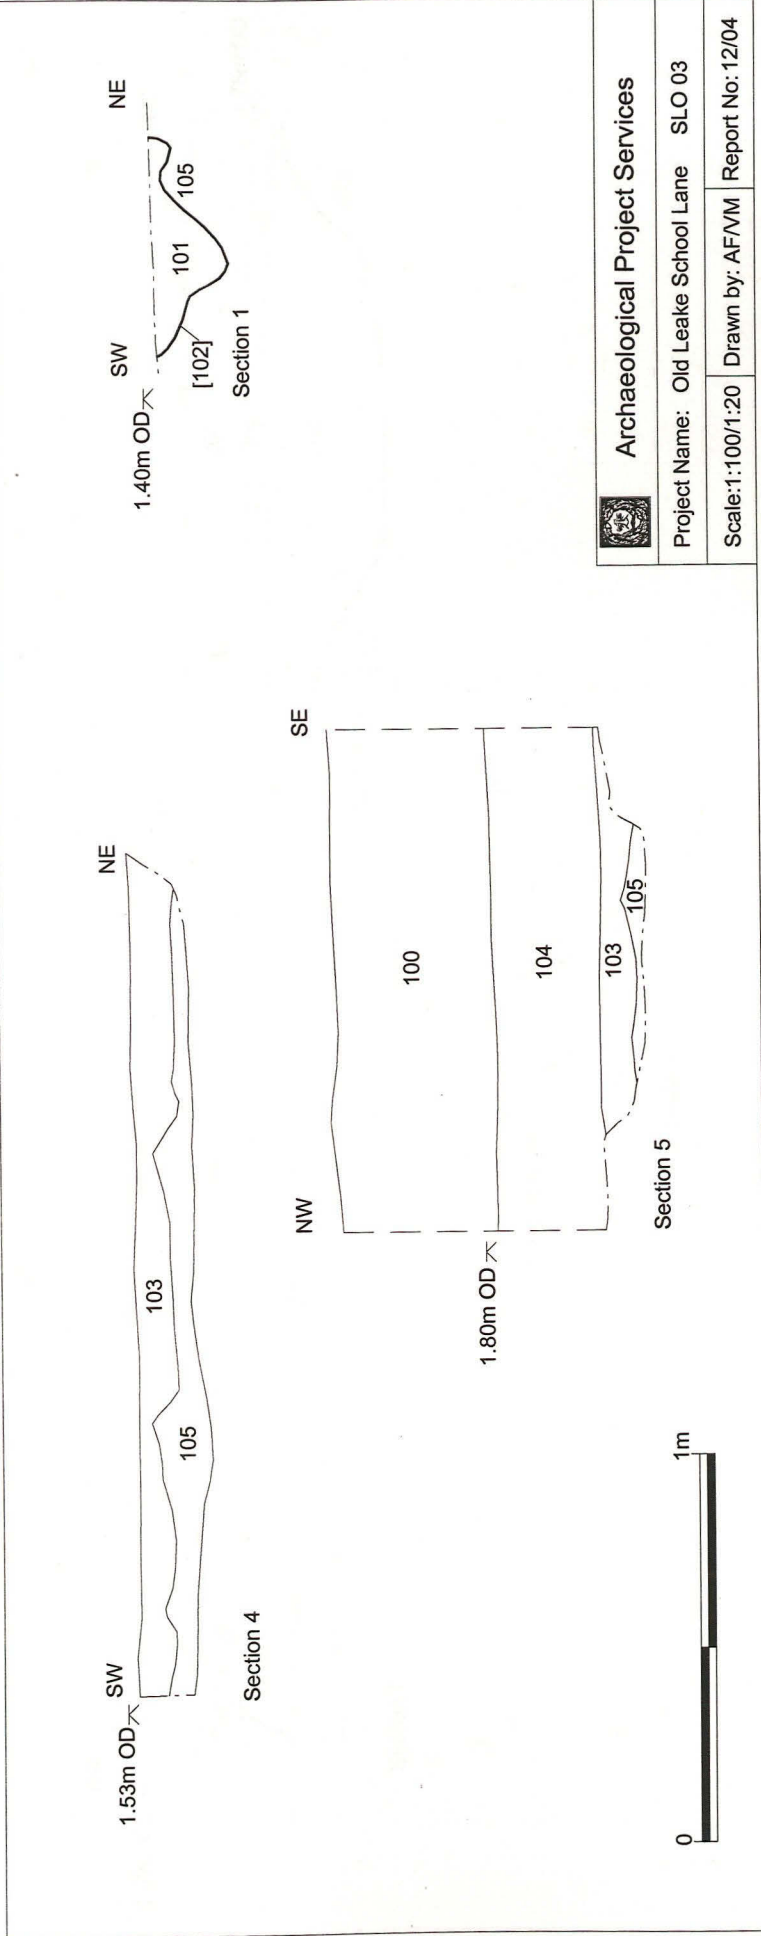 SW
NE
1.53m OD
103
105
Section 4
NW
SE
100
1.80m OD
104
103
105
Section 5
SW
NE
1.40m OD
101
105
[102]
Section 1
0
1m
Archaeological Project Services
Project Name: Old Leake School Lane SLO 03
Scale:1:100/1:20 Drawn by: AF/VM Report No: 12/04